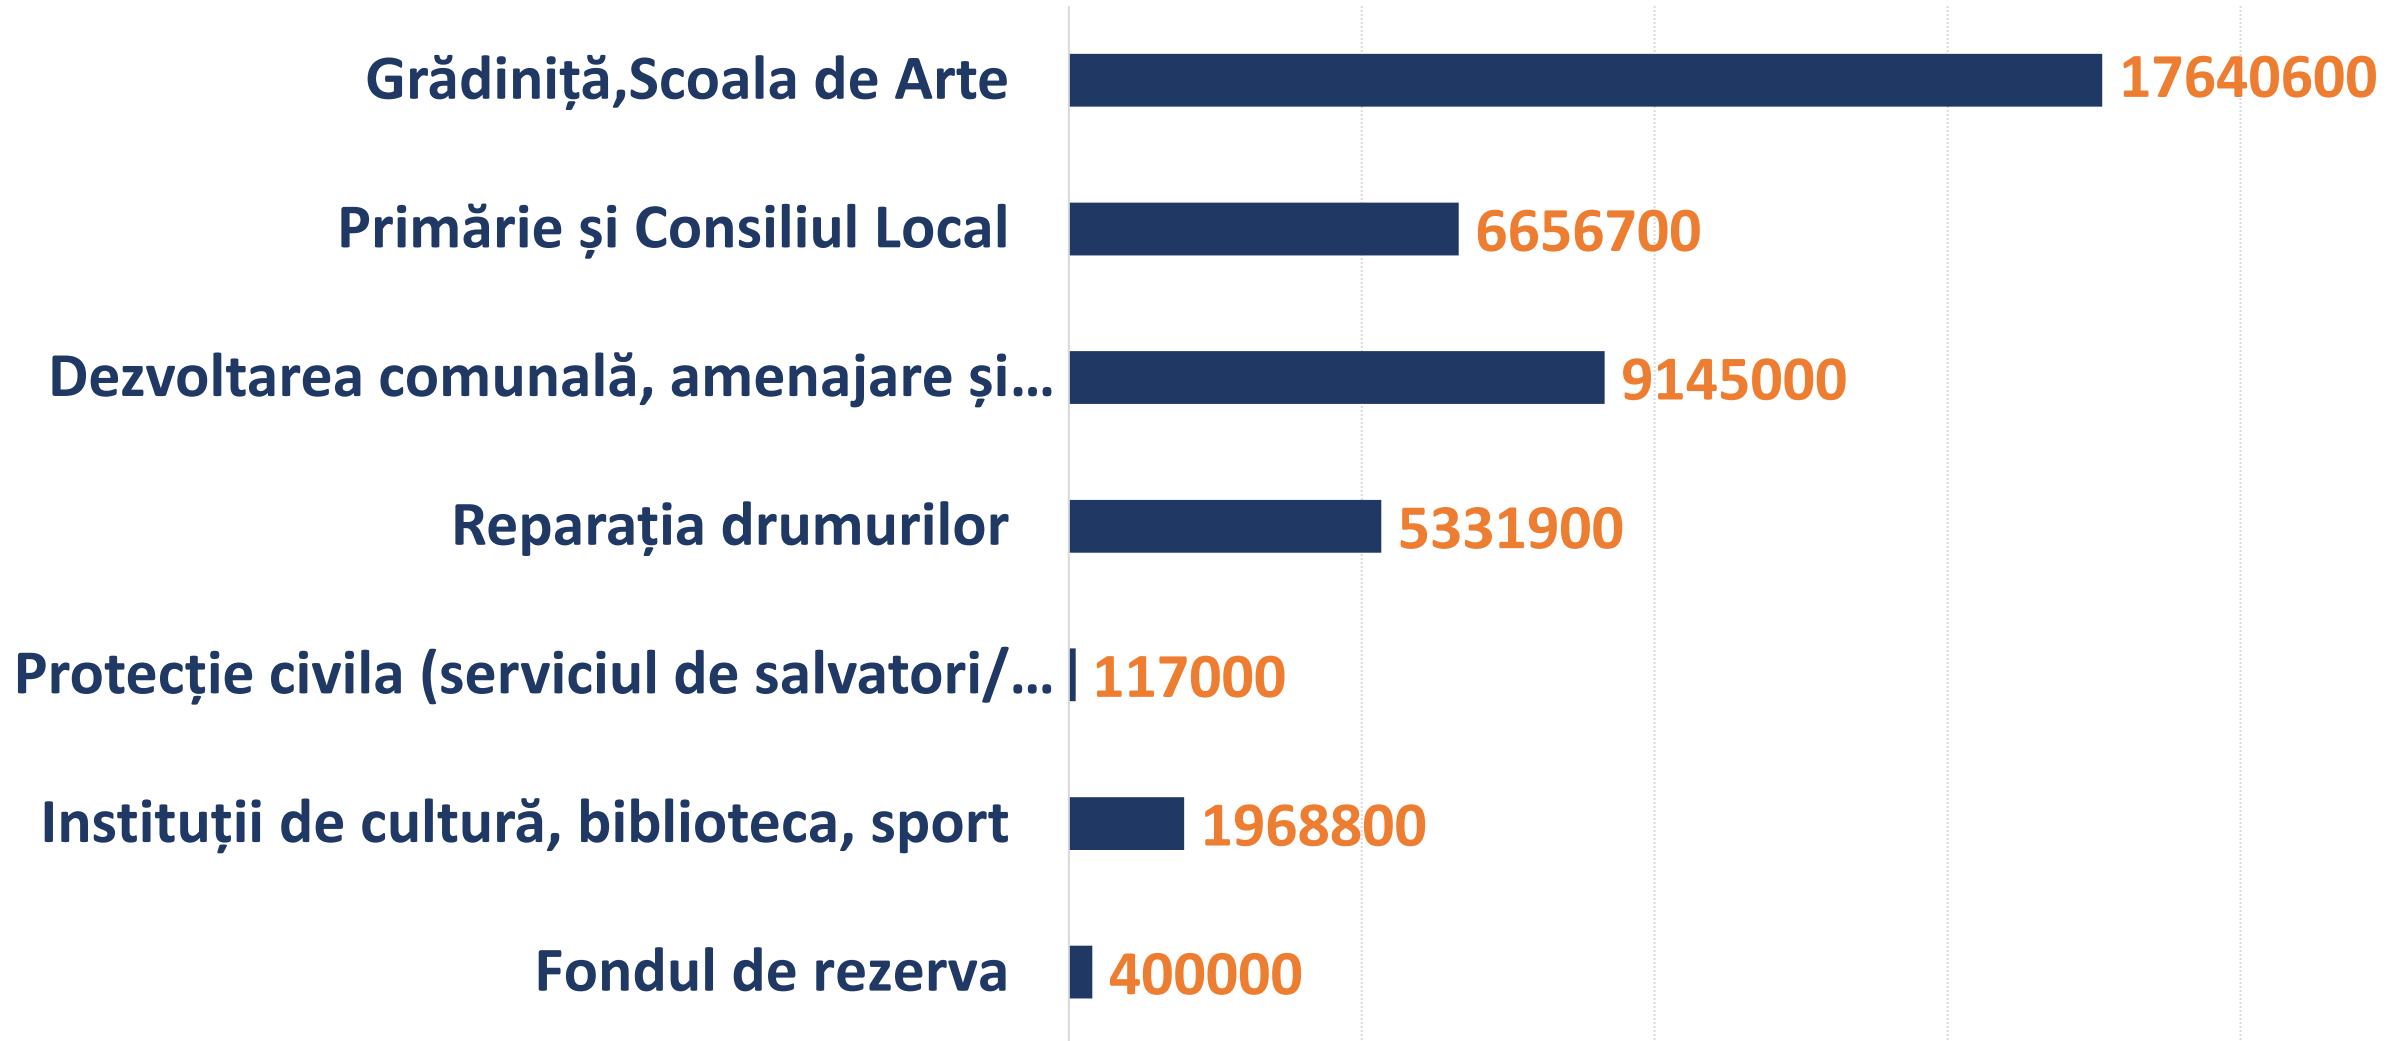 Grădiniță,Scoala de Arte 17640600
Primărie și Consiliul Local 6656700
Dezvoltarea comunală, amenajare și... 9145000
Reparația drumurilor 5331900
Protecție civila (serviciul de salvatori/... 117000
Instituții de cultură, biblioteca, sport 1968800
Fondul de rezerva 400000